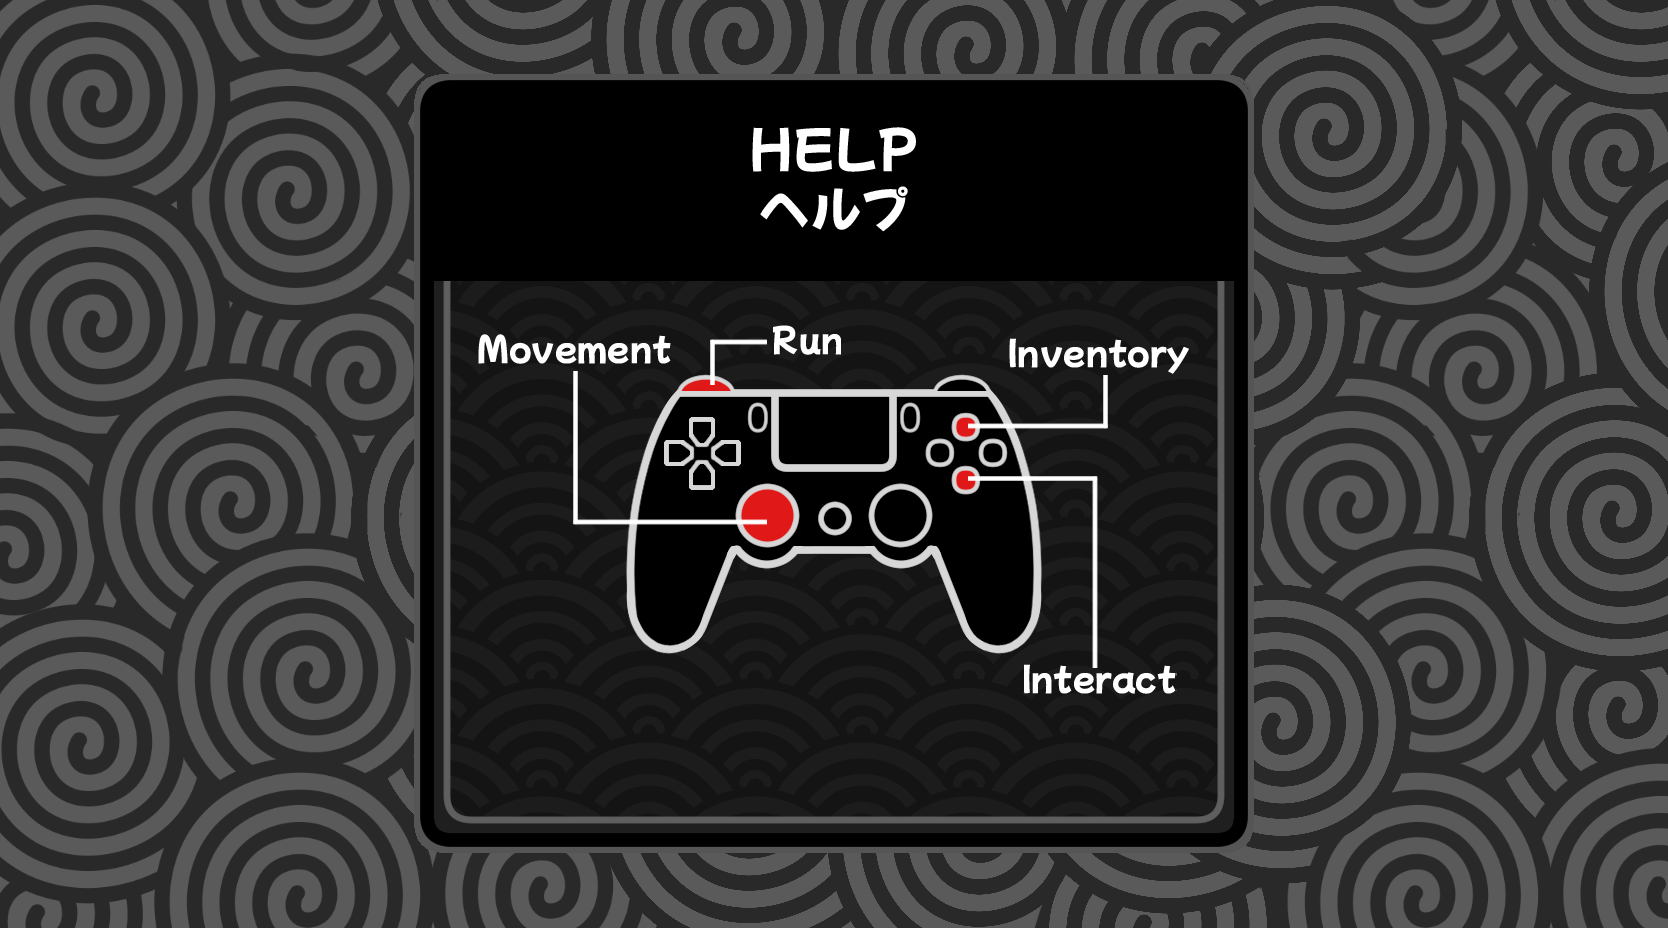 HELP
ヘルプ
Movement
Run
Inventory
Interact